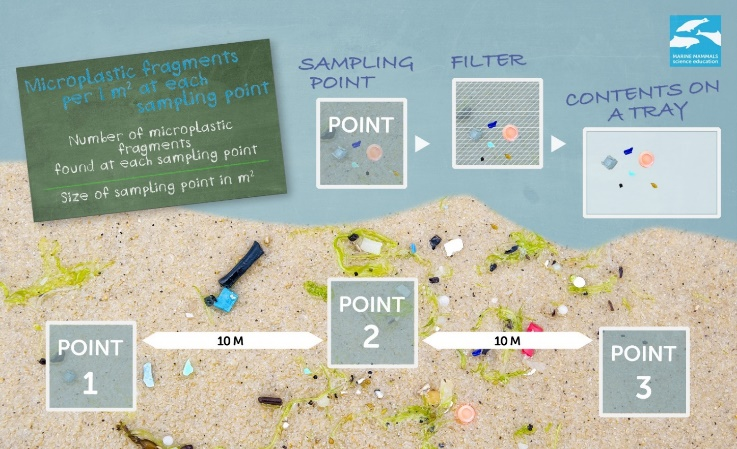 Microplastic fragments
per 1 m² at each
sampling point
Number of microplastic
fragments
found at each sampling point
Size of sampling point in m²
SAMPLING
POINT
FILTER
CONTENTS ON
A TRAY
MARINE MAMMALS
science education
POINT
POINT
1
10 M
POINT
2
10 M
POINT
3